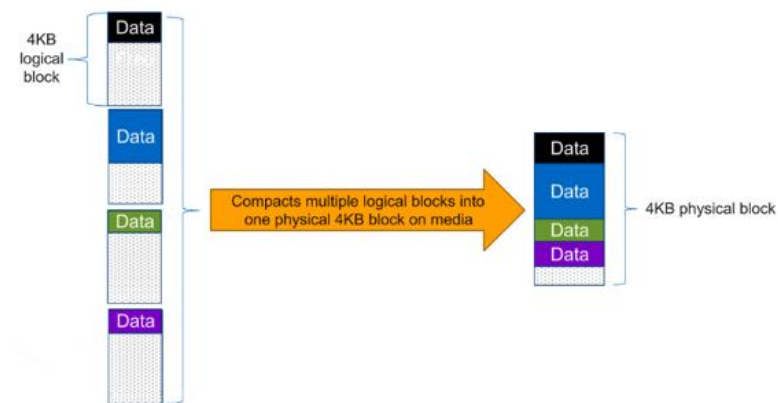 Data
4KB
logical
block
Free
Data
Data
Data
Compacts multiple logical blocks into
one physical 4KB block on media
Data
Data
Data
Data
4KB physical block